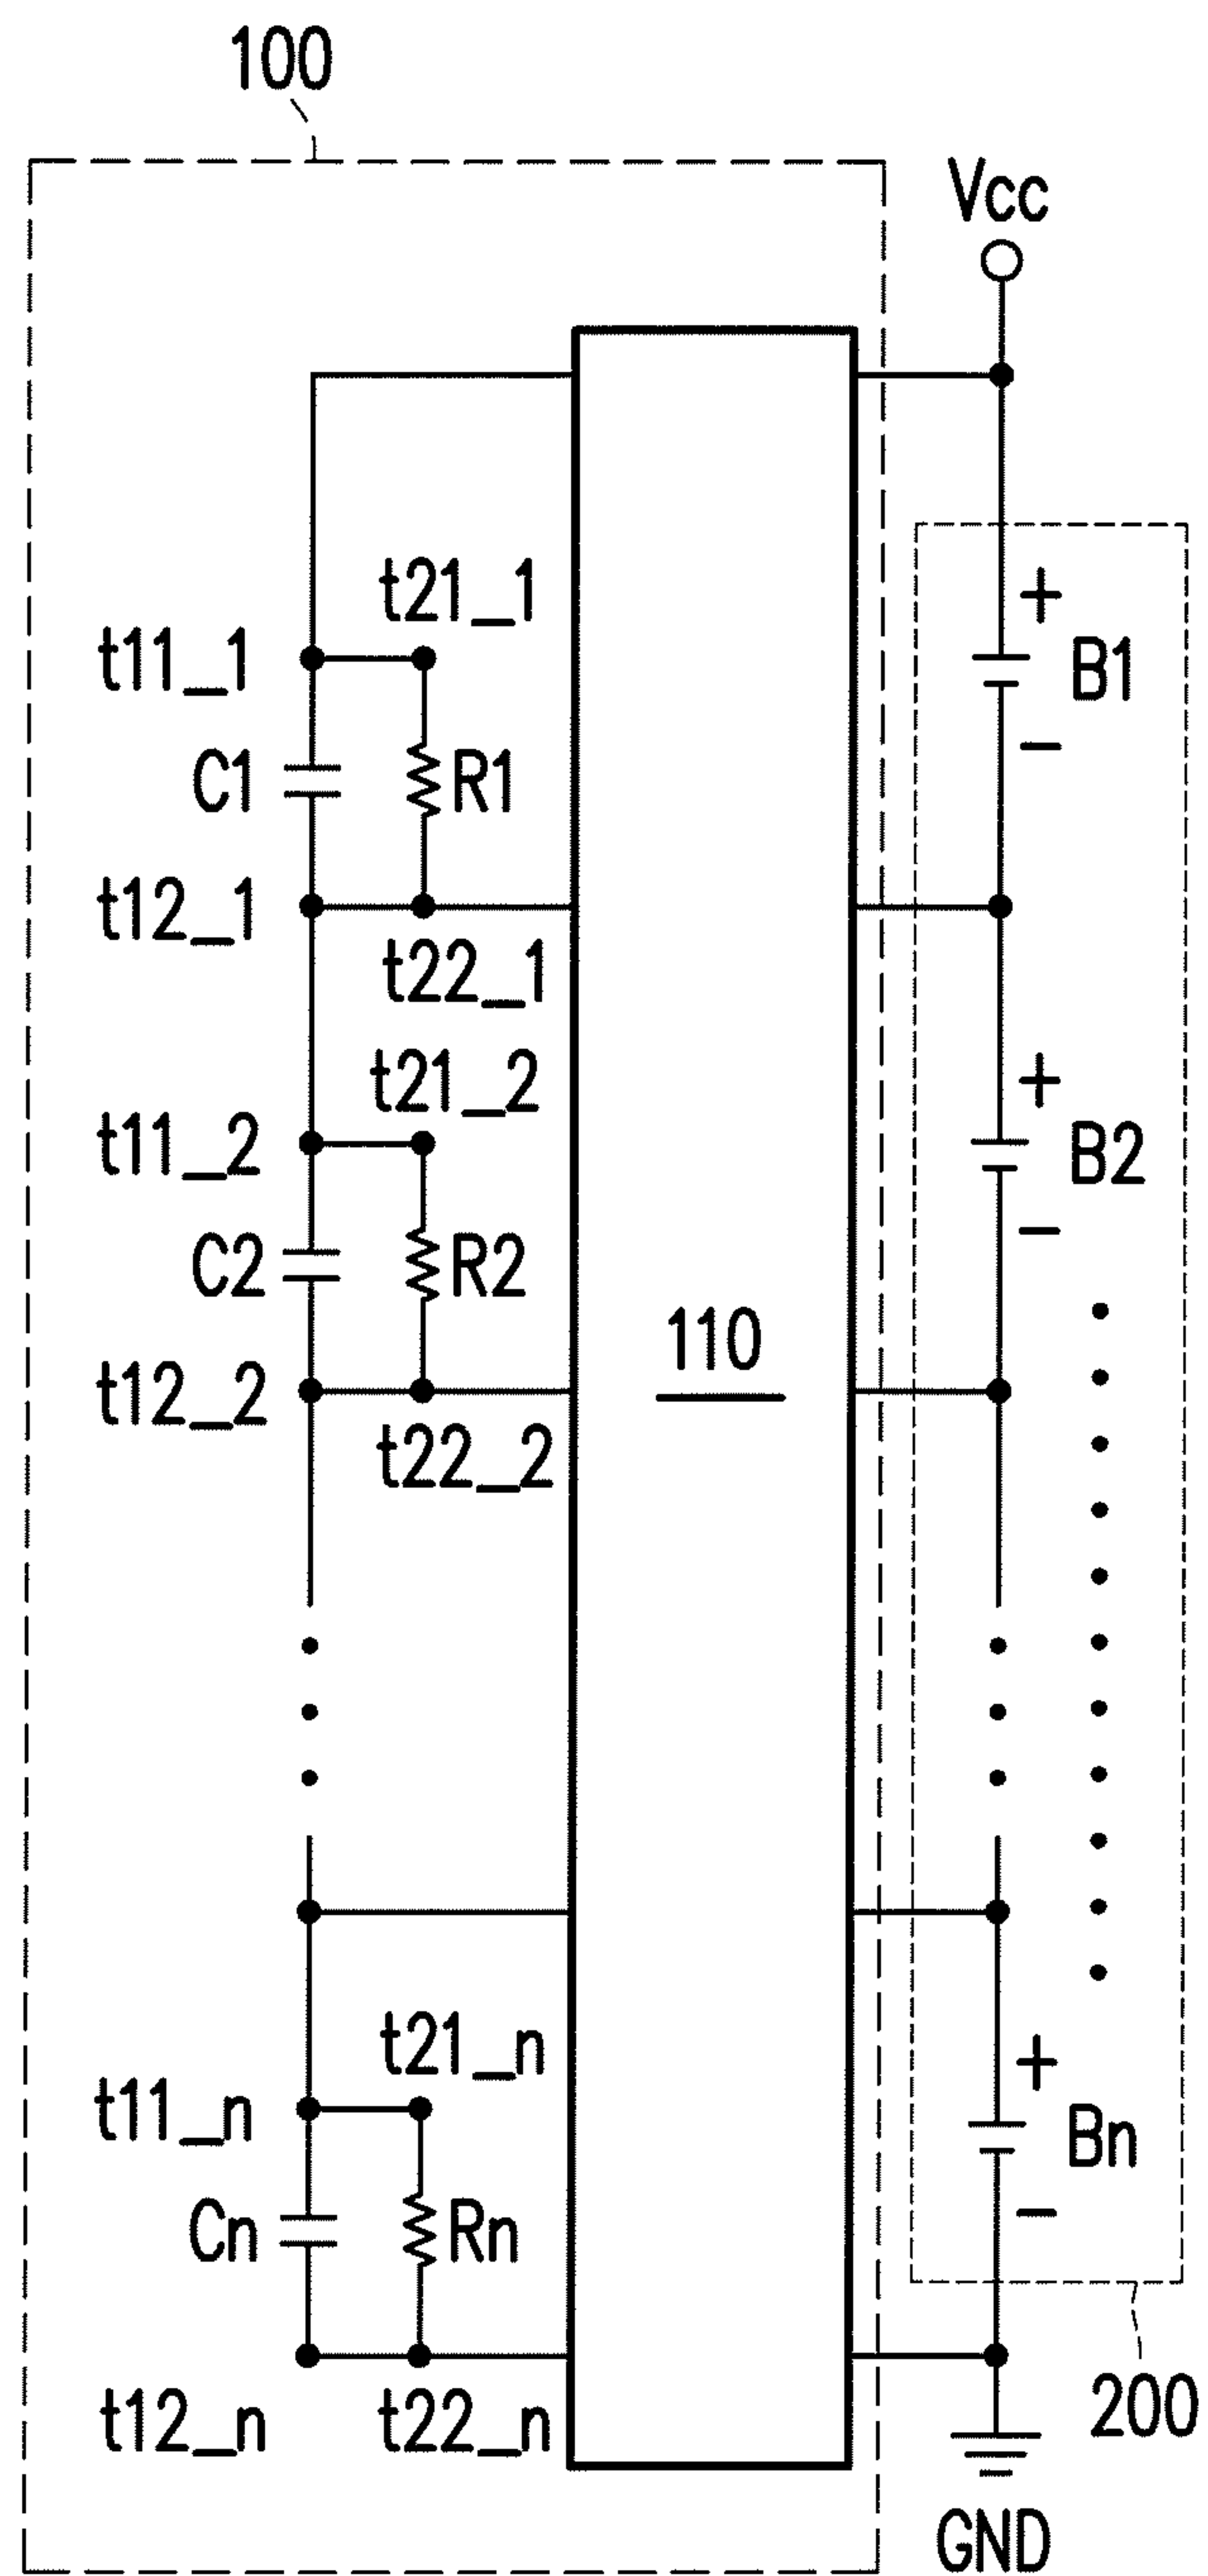 100
Vcc
t21_1
+
t11_1
B1
C1
R1
−
t12_1
t22_1
t21_2
+
t11_2
B2
C2
R2
−
110
t12_2
t22_2
t21_n
+
t11_n
Bn
Cn
Rn
−
200
t12_n
t22_n
GND